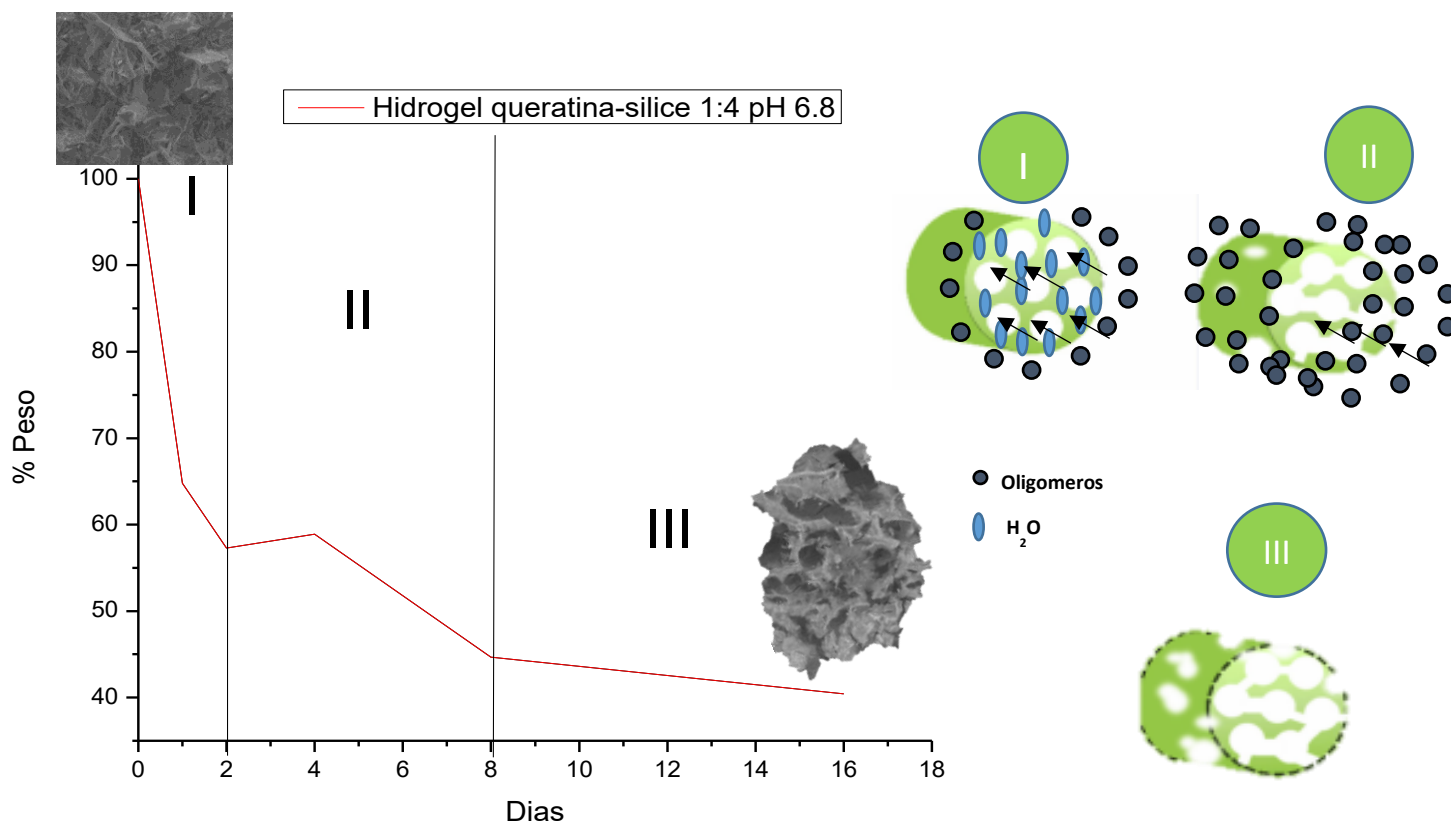 Hidrogel queratina-silice 1:4 pH 6.8
% Peso
100
90
80
70
60
50
40
0 2 4 6 8 10 12 14 16 18
Dias
I
II
III
I
II
Oligomeros
H2O
III